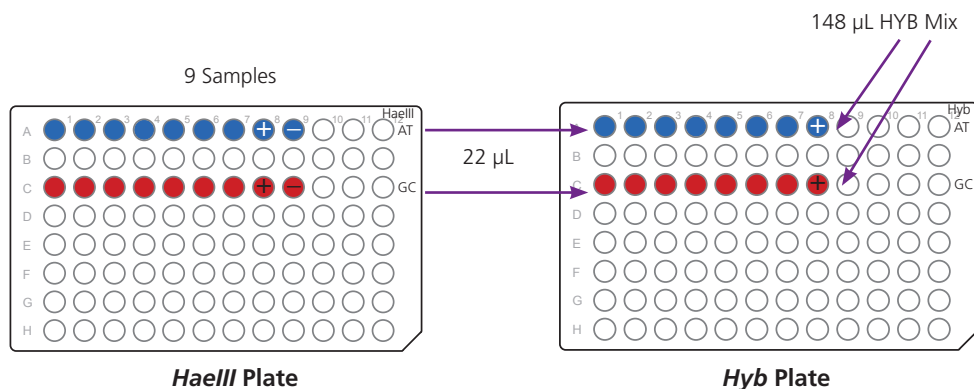 148 µL HYB Mix
9 Samples
1 2 3 4 5 6 7 8 9 10 11 12
HaeIII
A + − AT
B
C + − GC
D
E
F
G
H
22 µL
1 2 3 4 5 6 7 8 9 10 11 12
Hyb
+ AT
B
C + GC
D
E
F
G
H
HaeIII Plate
Hyb Plate